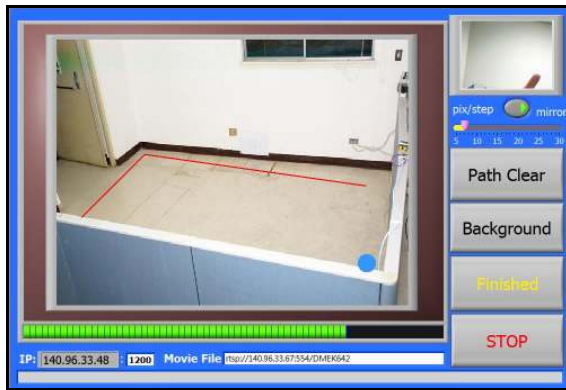 pix/step mirror
5 10 15 20 25 30
Path Clear
Background
Finished
STOP
IP: 140.96.33.48 : 1200 Movie File rtsp://140.96.33.67:554/DMEK642